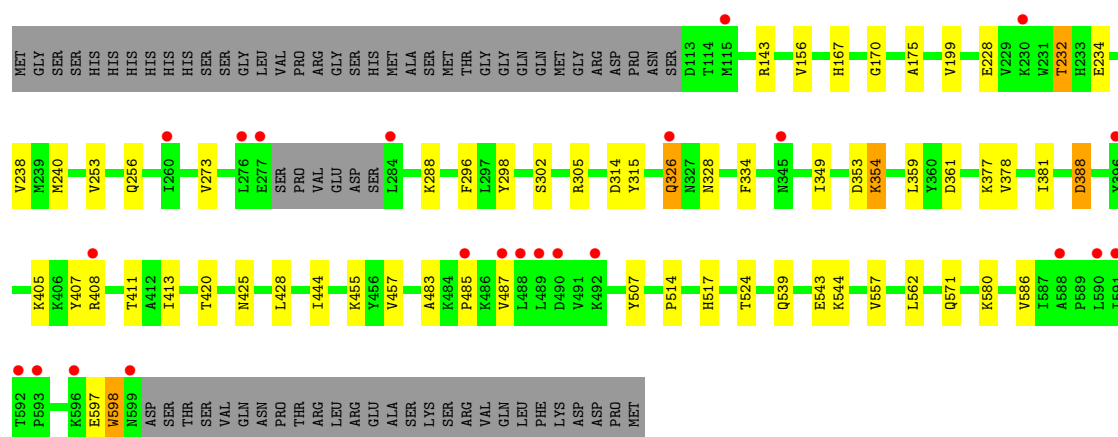 MET
GLY
SER
SER
HIS
HIS
HIS
HIS
HIS
HIS
SER
SER
GLY
LEU
VAL
PRO
ARG
GLY
SER
HIS
MET
ALA
SER
MET
THR
GLY
GLY
GLN
GLN
MET
GLY
ARG
ASP
PRO
ASN
SER
D113
T114
M115
R143
V156
H167
G170
A175
V199
E228
V229
K230
W231
T232
H233
E234
V238
M239
M240
V253
Q256
I260
V273
L276
E277
SER
PRO
VAL
GLU
ASP
SER
L284
K288
F296
L297
Y298
S302
R305
D314
Y315
Q326
N327
N328
F334
N345
I349
D353
K354
L359
Y360
D361
K377
V378
I381
D388
K405
K406
Y407
R408
T411
A412
I413
T420
N425
L428
I444
K455
Y456
V457
A483
K484
P485
K486
V487
L488
L489
D490
V491
K492
Y507
P514
H517
T524
Q539
E543
K544
V557
L562
Q571
K580
V586
I587
A588
P589
L590
T592
P593
K596
E597
W598
N599
ASP
SER
THR
SER
VAL
GLN
ASN
PRO
THR
ARG
LEU
ARG
GLU
ALA
SER
LYS
SER
ARG
VAL
GLN
LEU
PHE
LYS
ASP
ASP
PRO
MET